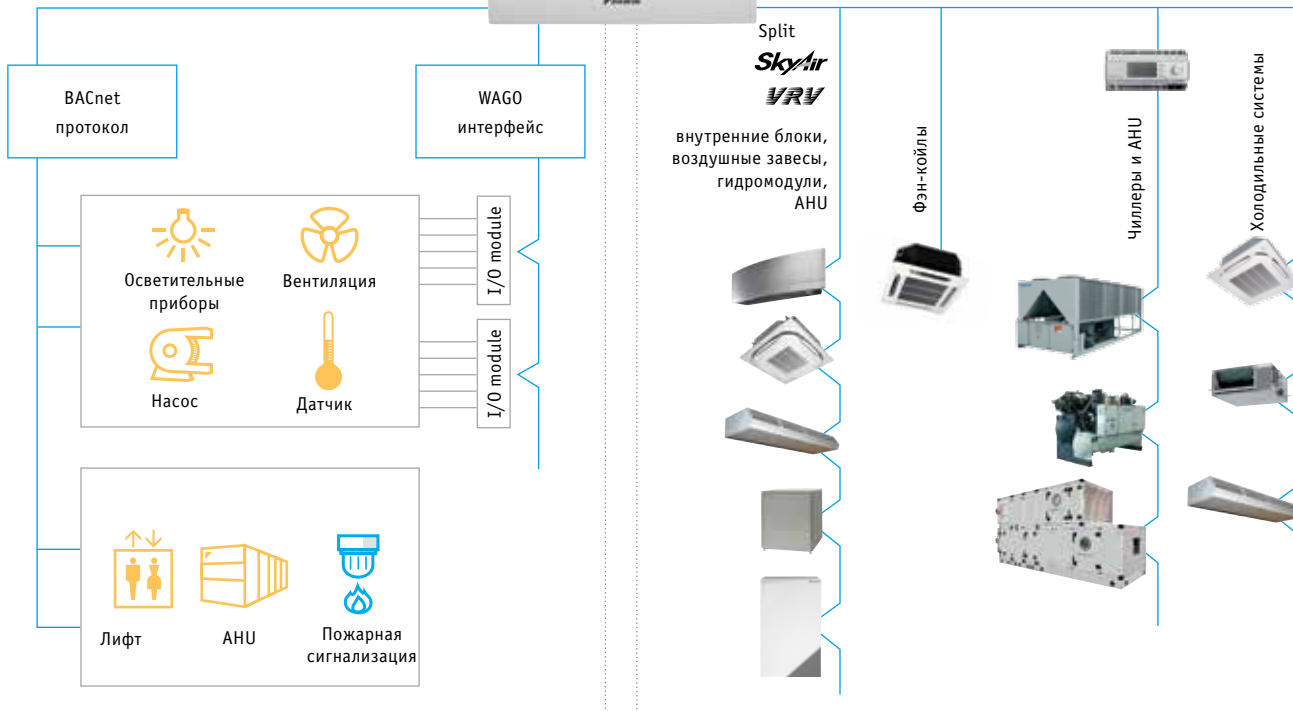 BACnet
протокол
WAGO
интерфейс
I/O module
I/O module
Осветительные
приборы
Вентиляция
Насос
Датчик
Лифт
AHU
Пожарная
сигнализация
Split
SkyAir
VRV
внутренние блоки,
воздушные завесы,
гидромодули,
AHU
фэн-койлы
Чиллеры и AHU
Холодильные системы